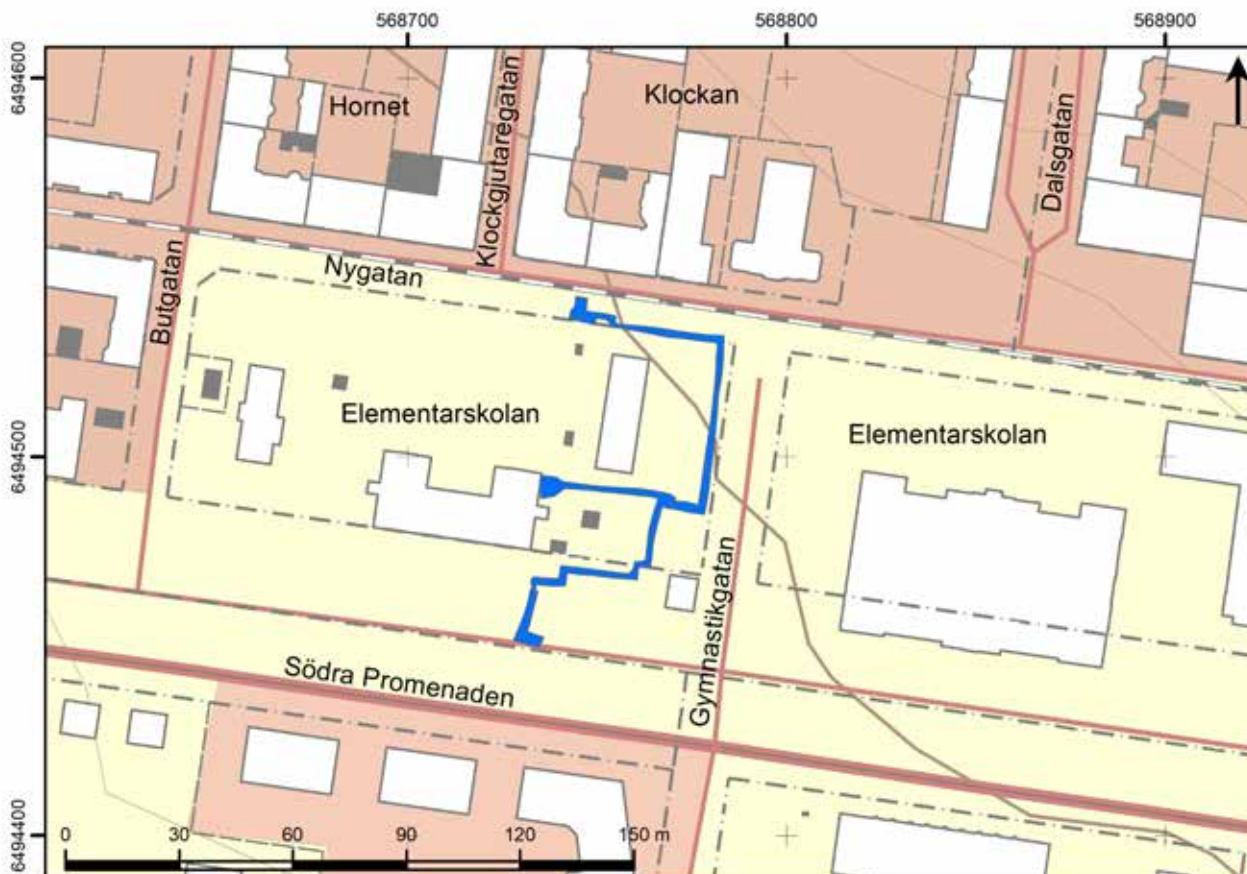 568700
568800
568900
6494600
Hornet
Klockgjutaregatan
Klockan
Dalsgatan
Butgatan
Nygatan
Elementarskolan
Elementarskolan
6494500
Gymnastikgatan
Södra Promenaden
6494400
0 30 60 90 120 150 m